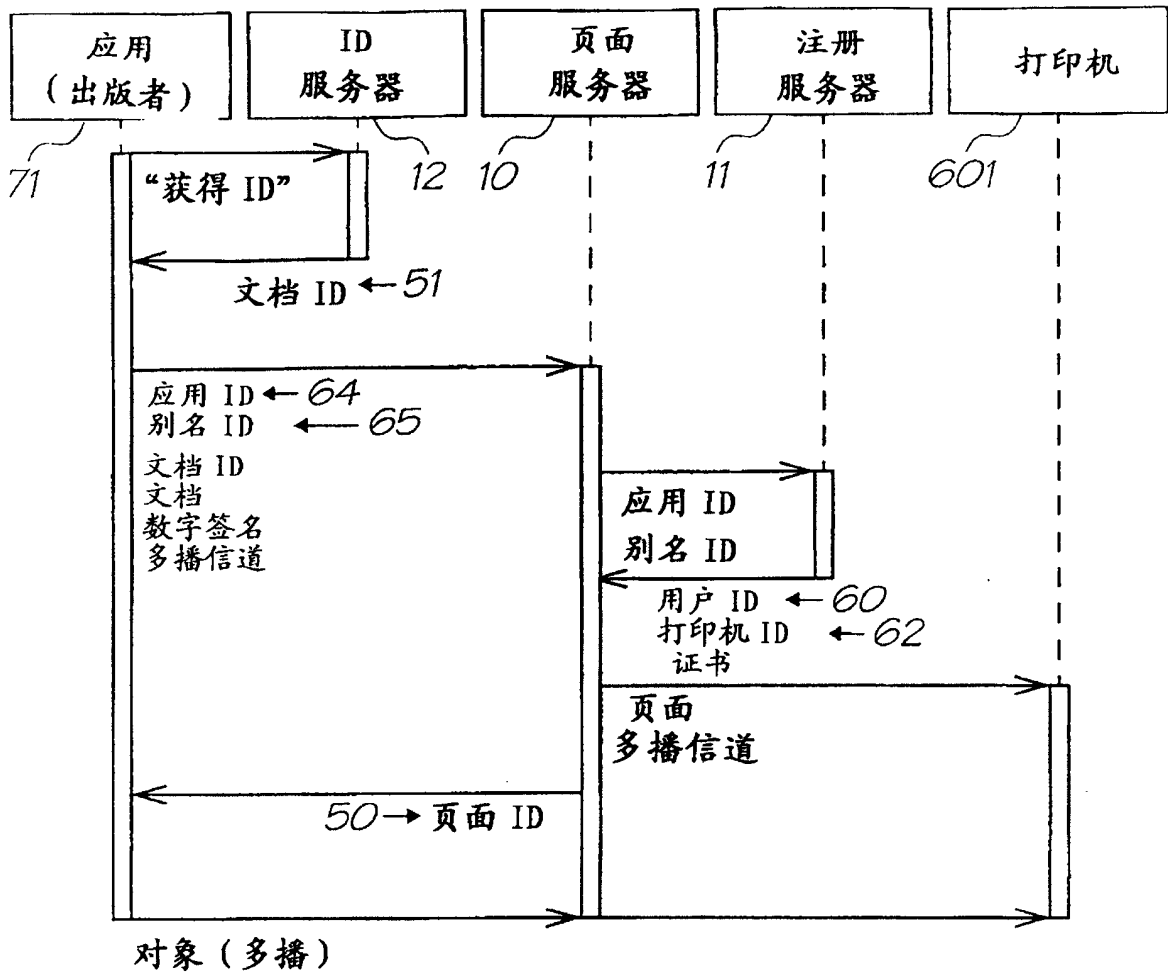 应用
(出版者)
ID
服务器
页面
服务器
注册
服务器
打印机
71
12
10
11
601
“获得 ID”
文档 ID ← 51
应用 ID ← 64
别名 ID ← 65
文档 ID
文档
数字签名
多播信道
应用 ID
别名 ID
用户 ID ← 60
打印机 ID ← 62
证书
页面
多播信道
50 → 页面 ID
对象 (多播)